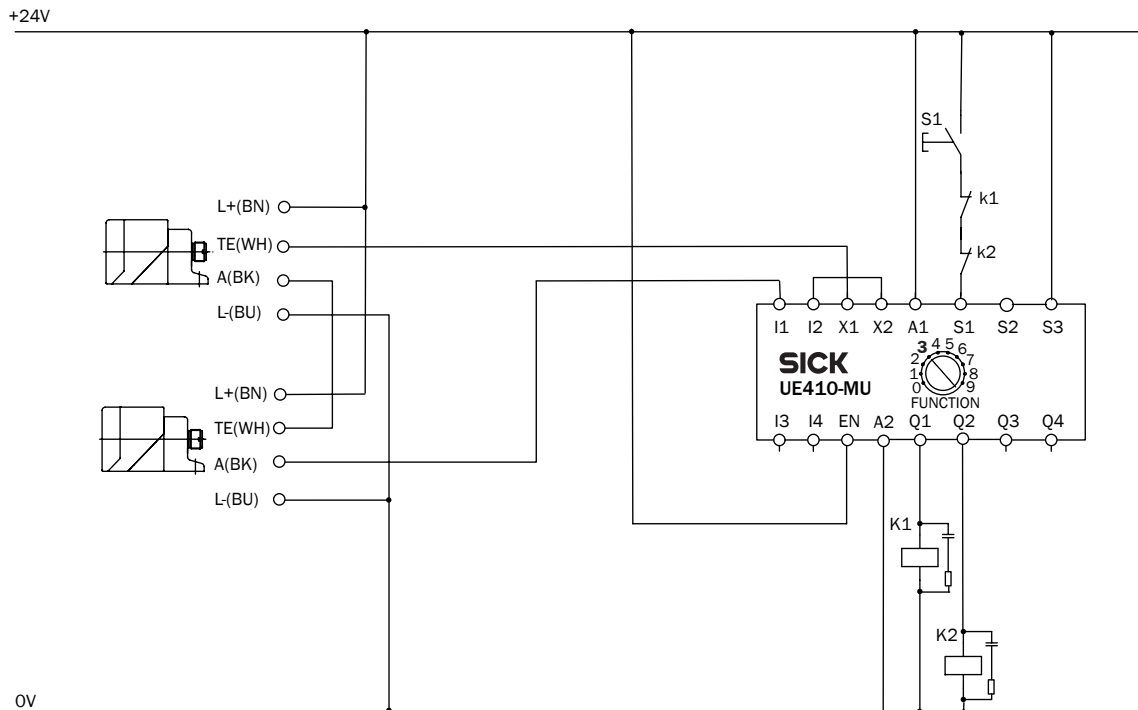 +24V
S1
k1
k2
L+(BN)
TE(WH)
A(BK)
L-(BU)
L+(BN)
TE(WH)
A(BK)
L-(BU)
I1 I2 X1 X2 A1 S1 S2 S3
SICK
UE410-MU
0 1 2 3 4 5 6 7 8 9
FUNCTION
I3 I4 EN A2 Q1 Q2 Q3 Q4
K1
K2
0V